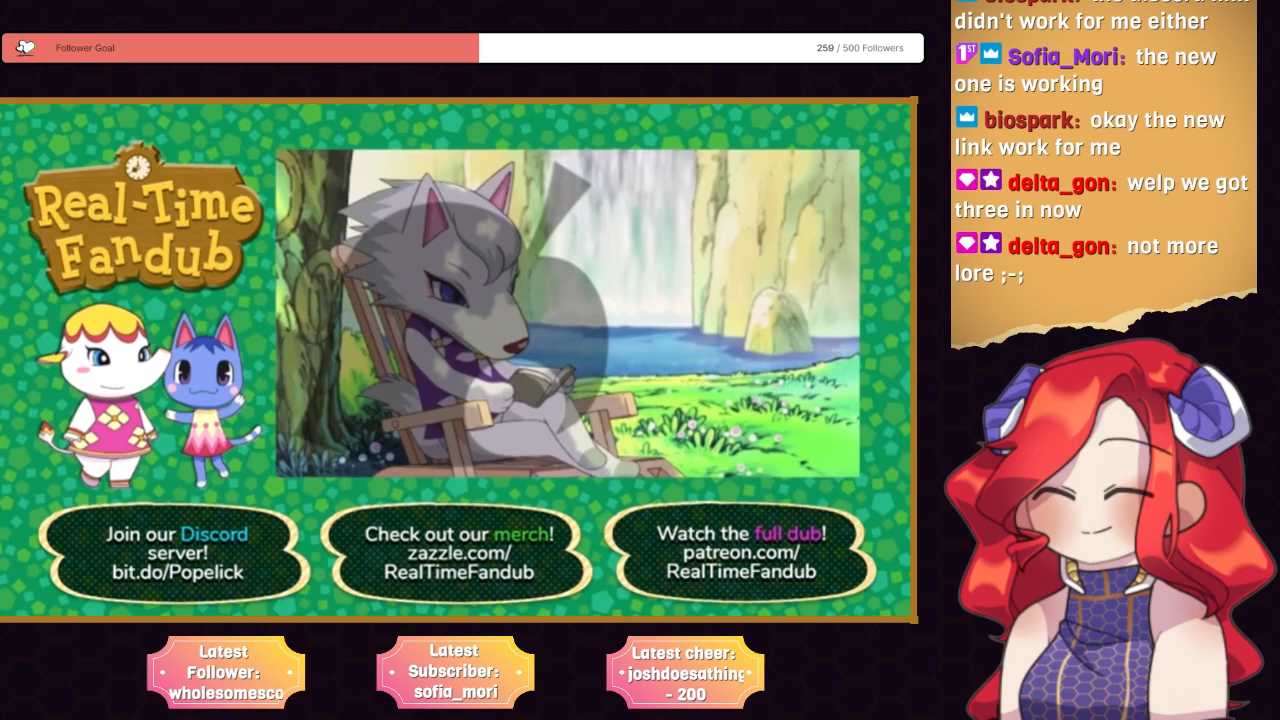 Follower Goal
259 / 500 Followers
Real-Time
Fandub
Join our Discord
server!
bit.do/Popelick
Check out our merch!
zazzle.com/
RealTimeFandub
Watch the full dub!
patreon.com/
RealTimeFandub
Latest
Follower:
wholesomesco
Latest
Subscriber:
sofia_mori
Latest cheer:
joshdoesathing
- 200
didn't work for me either
1ST Sofia_Mori: the new
one is working
biospark: okay the new
link work for me
delta_gon: welp we got
three in now
delta_gon: not more
lore ;-;